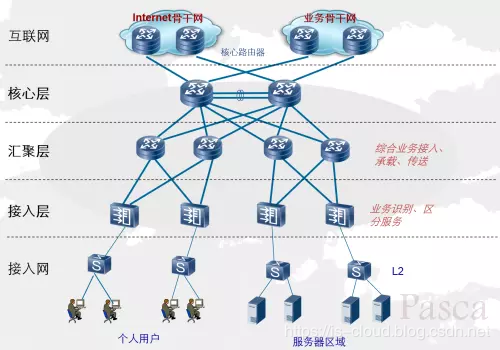 Internet骨干网
业务骨干网
互联网
核心路由器
核心层
汇聚层
综合业务接入、
承载、传送
接入层
业务识别、区
分服务
接入网
S
S
S
S
L2
Pasca
个人用户
服务器区域
https://is-cloud.blog.csdn.net